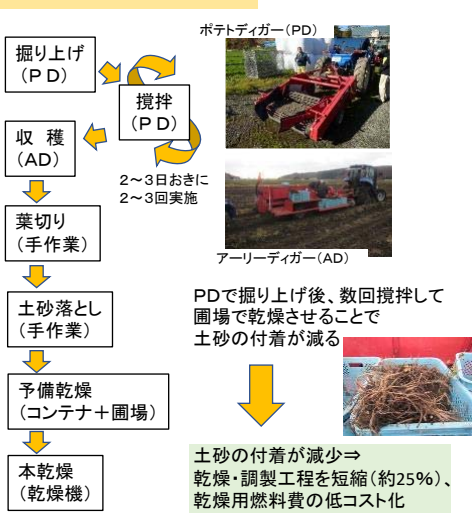 掘り上げ
(ＰＤ)
撹拌
(ＰＤ)
２～３日おきに
２～３回実施
収　穫
(AD)
葉切り
(手作業)
土砂落とし
(手作業)
予備乾燥
(コンテナ＋圃場)
本乾燥
(乾燥機)
ポテトディガー(PD)
アーリーディガー(AD)
ＰＤで掘り上げ後、数回撹拌して
圃場で乾燥させることで
土砂の付着が減る
土砂の付着が減少⇒
乾燥・調製工程を短縮(約25%)、
乾燥用燃料費の低コスト化